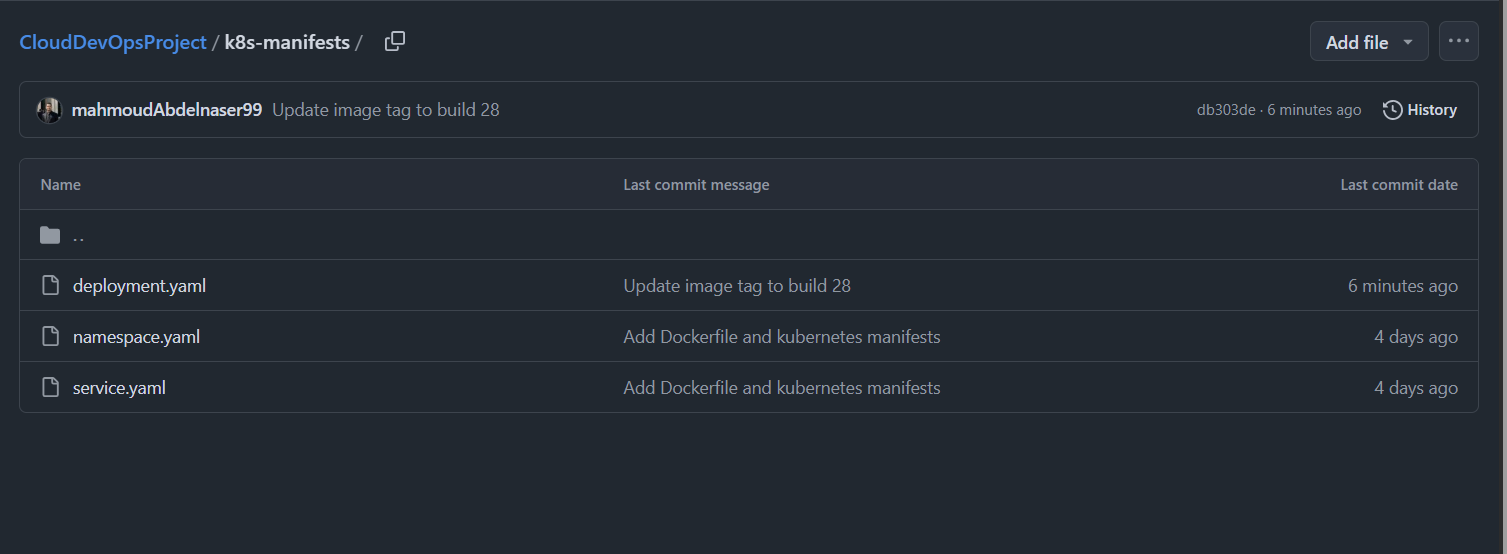 CloudDevOpsProject / k8s-manifests /
Add file
mahmoudAbdelnaser99 Update image tag to build 28
db303de · 6 minutes ago
History
Name Last commit message Last commit date
..
deployment.yaml Update image tag to build 28 6 minutes ago
namespace.yaml Add Dockerfile and kubernetes manifests 4 days ago
service.yaml Add Dockerfile and kubernetes manifests 4 days ago